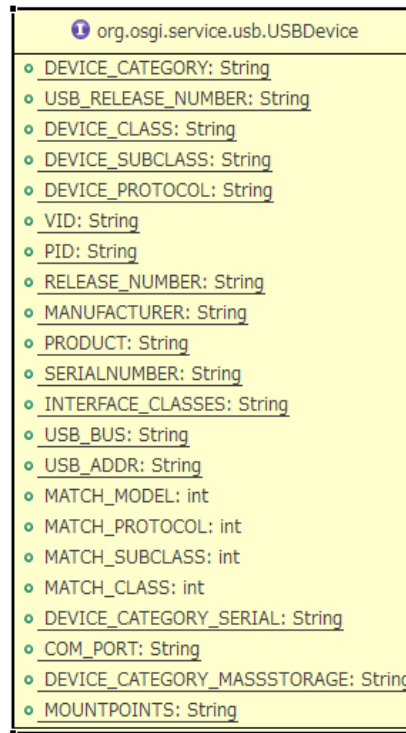 I org.osgi.service.usb.USBDevice
DEVICE_CATEGORY: String
USB_RELEASE_NUMBER: String
DEVICE_CLASS: String
DEVICE_SUBCLASS: String
DEVICE_PROTOCOL: String
VID: String
PID: String
RELEASE_NUMBER: String
MANUFACTURER: String
PRODUCT: String
SERIALNUMBER: String
INTERFACE_CLASSES: String
USB_BUS: String
USB_ADDR: String
MATCH_MODEL: int
MATCH_PROTOCOL: int
MATCH_SUBCLASS: int
MATCH_CLASS: int
DEVICE_CATEGORY_SERIAL: String
COM_PORT: String
DEVICE_CATEGORY_MASSSTORAGE: String
MOUNTPOINTS: String